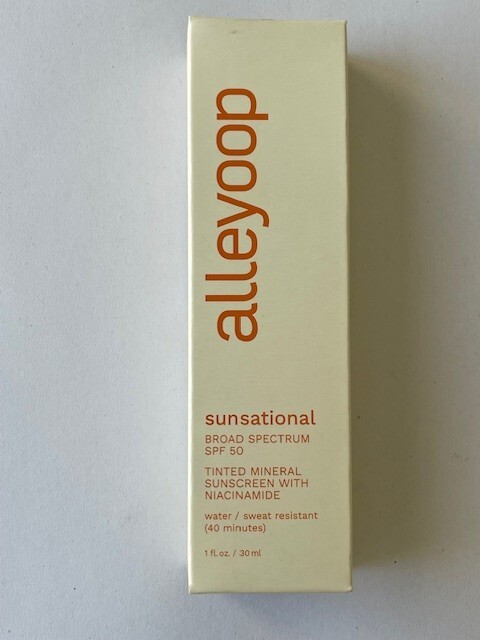 alleyoop
sunsational
BROAD SPECTRUM
SPF 50
TINTED MINERAL
SUNSCREEN WITH
NIACINAMIDE
water / sweat resistant
(40 minutes)
1 fl.oz. / 30 ml